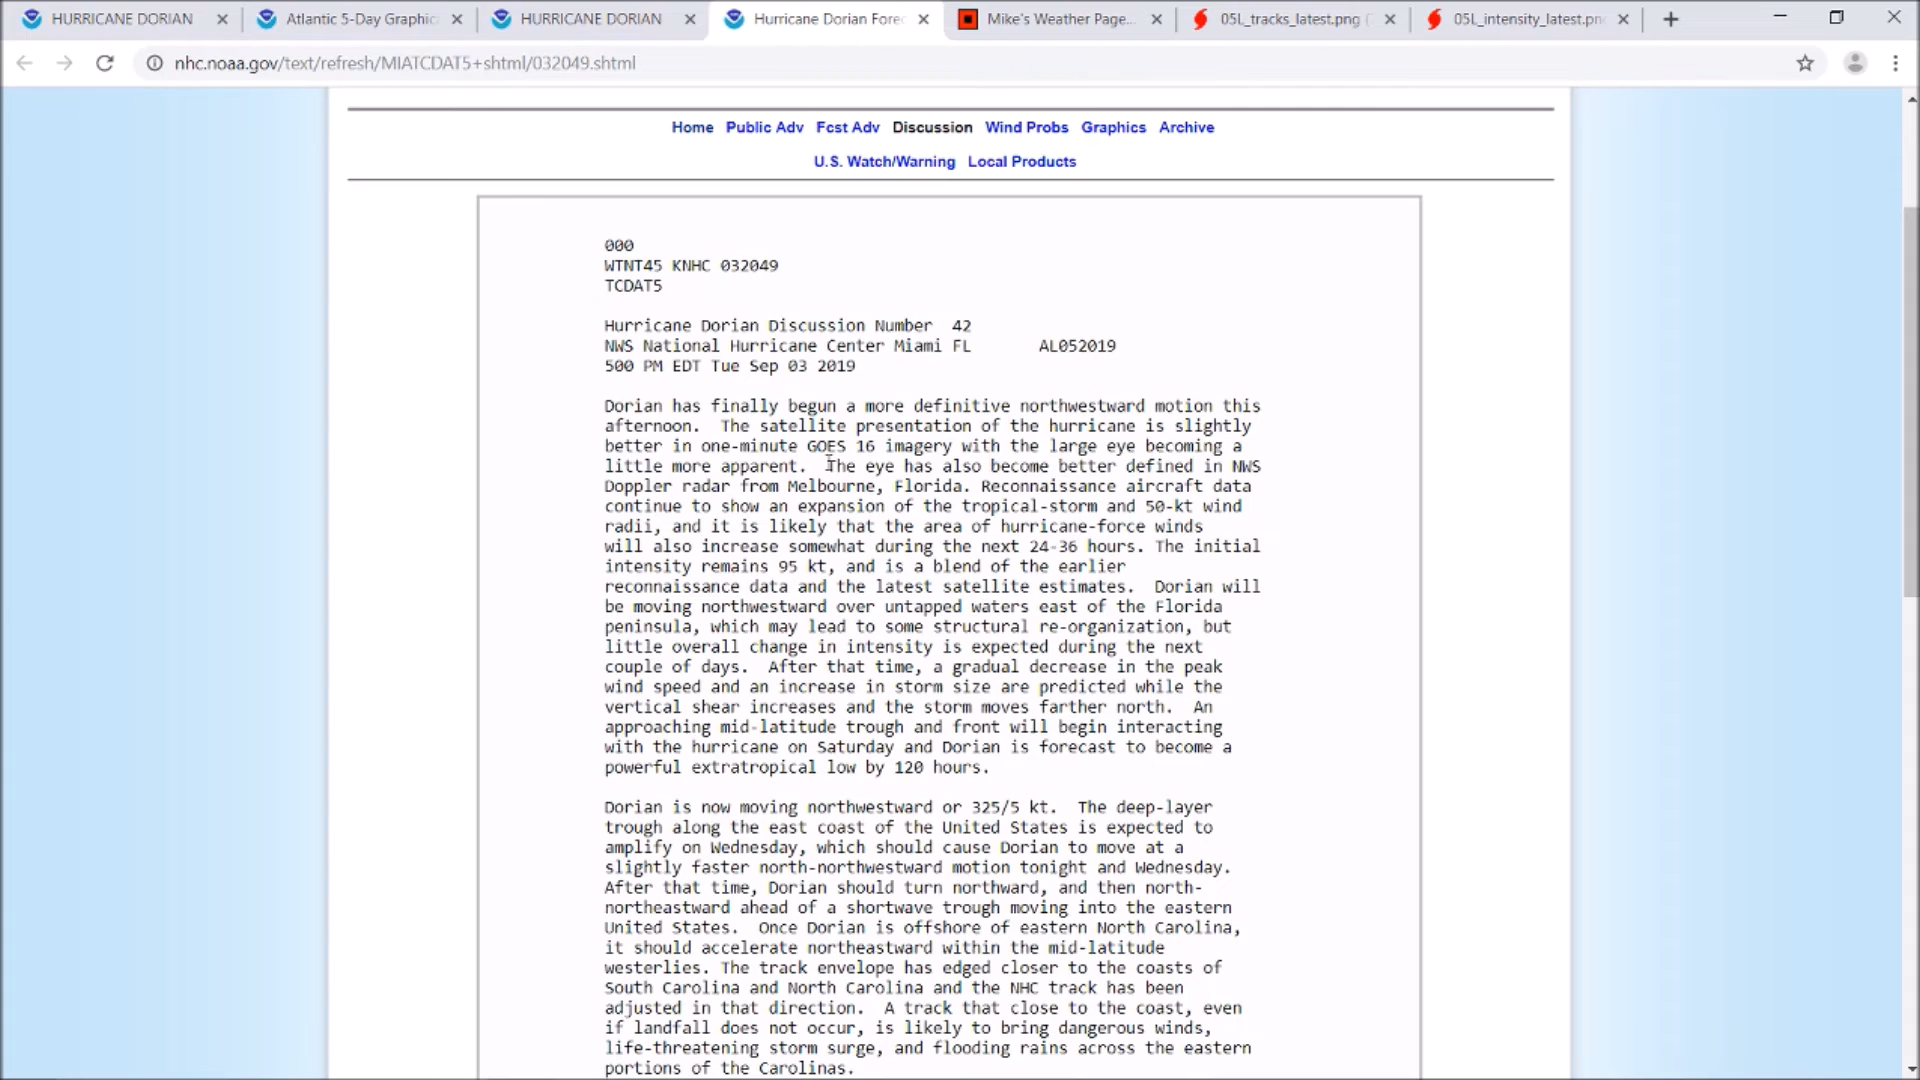 HURRICANE DORIAN
Atlantic 5-Day Graphic
HURRICANE DORIAN
Hurricane Dorian Fore
Mike's Weather Page...
05L_tracks_latest.png (
05L_intensity_latest.pn
nhc.noaa.gov/text/refresh/MIATCDAT5+shtml/032049.shtml
Home Public Adv Fcst Adv Discussion Wind Probs Graphics Archive
U.S. Watch/Warning Local Products
000
WTNT45 KNHC 032049
TCDAT5
Hurricane Dorian Discussion Number 42
NWS National Hurricane Center Miami FL AL052019
500 PM EDT Tue Sep 03 2019
Dorian has finally begun a more definitive northwestward motion this
afternoon. The satellite presentation of the hurricane is slightly
better in one-minute GOES 16 imagery with the large eye becoming a
little more apparent. The eye has also become better defined in NWS
Doppler radar from Melbourne, Florida. Reconnaissance aircraft data
continue to show an expansion of the tropical-storm and 50-kt wind
radii, and it is likely that the area of hurricane-force winds
will also increase somewhat during the next 24-36 hours. The initial
intensity remains 95 kt, and is a blend of the earlier
reconnaissance data and the latest satellite estimates. Dorian will
be moving northwestward over untapped waters east of the Florida
peninsula, which may lead to some structural re-organization, but
little overall change in intensity is expected during the next
couple of days. After that time, a gradual decrease in the peak
wind speed and an increase in storm size are predicted while the
vertical shear increases and the storm moves farther north. An
approaching mid-latitude trough and front will begin interacting
with the hurricane on Saturday and Dorian is forecast to become a
powerful extratropical low by 120 hours.
Dorian is now moving northwestward or 325/5 kt. The deep-layer
trough along the east coast of the United States is expected to
amplify on Wednesday, which should cause Dorian to move at a
slightly faster north-northwestward motion tonight and Wednesday.
After that time, Dorian should turn northward, and then north-
northeastward ahead of a shortwave trough moving into the eastern
United States. Once Dorian is offshore of eastern North Carolina,
it should accelerate northeastward within the mid-latitude
westerlies. The track envelope has edged closer to the coasts of
South Carolina and North Carolina and the NHC track has been
adjusted in that direction. A track that close to the coast, even
if landfall does not occur, is likely to bring dangerous winds,
life-threatening storm surge, and flooding rains across the eastern
portions of the Carolinas.